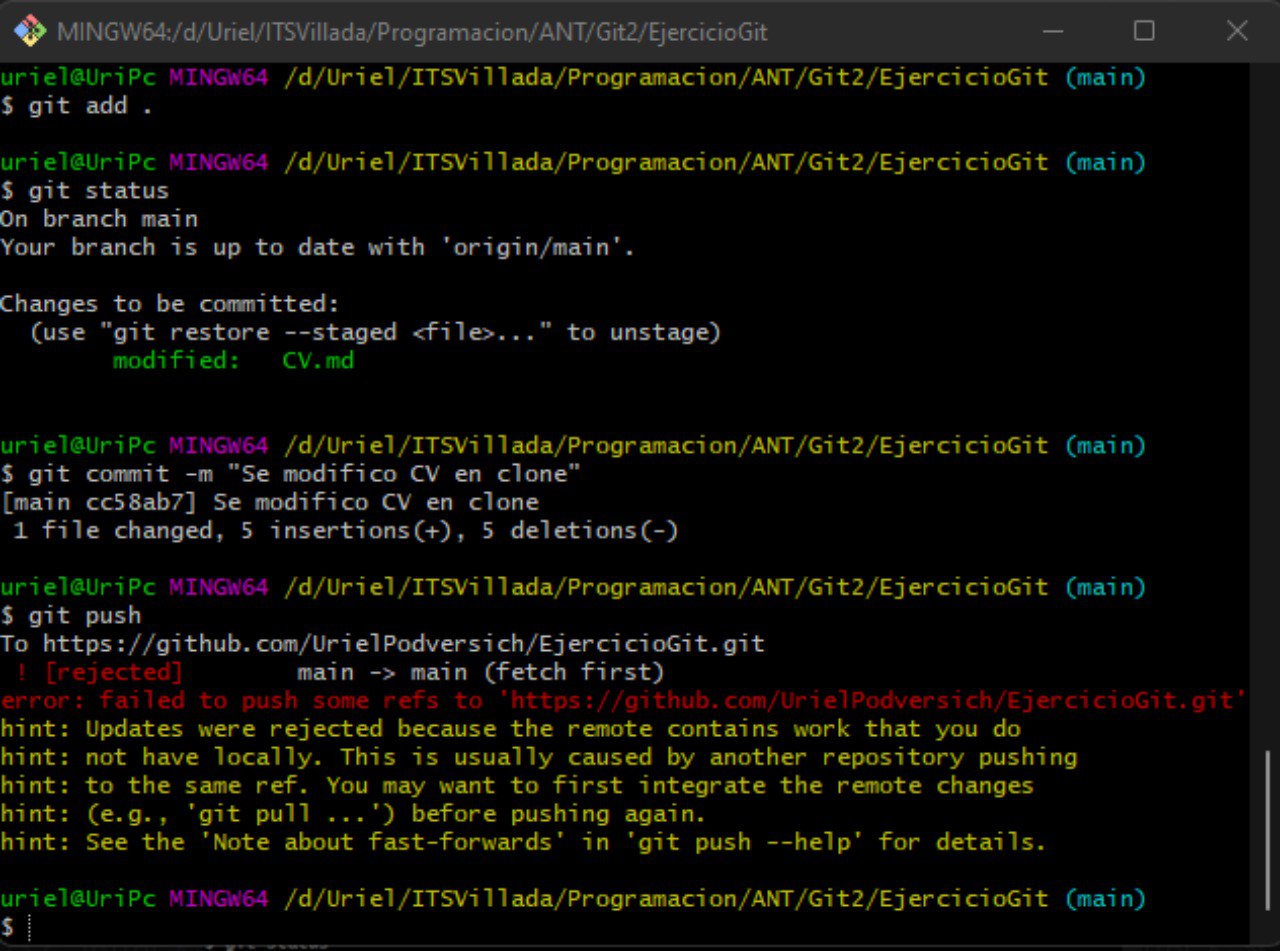 MINGW64:/d/Uriel/ITSVillada/Programacion/ANT/Git2/EjercicioGit
uriel@UriPc MINGW64 /d/Uriel/ITSVillada/Programacion/ANT/Git2/EjercicioGit (main)
$ git add .
uriel@UriPc MINGW64 /d/Uriel/ITSVillada/Programacion/ANT/Git2/EjercicioGit (main)
$ git status
On branch main
Your branch is up to date with 'origin/main'.
Changes to be committed:
  (use "git restore --staged <file>..." to unstage)
        modified:   CV.md
uriel@UriPc MINGW64 /d/Uriel/ITSVillada/Programacion/ANT/Git2/EjercicioGit (main)
$ git commit -m "Se modifico CV en clone"
[main cc58ab7] Se modifico CV en clone
 1 file changed, 5 insertions(+), 5 deletions(-)
uriel@UriPc MINGW64 /d/Uriel/ITSVillada/Programacion/ANT/Git2/EjercicioGit (main)
$ git push
To https://github.com/UrielPodversich/EjercicioGit.git
 ! [rejected]        main -> main (fetch first)
error: failed to push some refs to 'https://github.com/UrielPodversich/EjercicioGit.git'
hint: Updates were rejected because the remote contains work that you do
hint: not have locally. This is usually caused by another repository pushing
hint: to the same ref. You may want to first integrate the remote changes
hint: (e.g., 'git pull ...') before pushing again.
hint: See the 'Note about fast-forwards' in 'git push --help' for details.
uriel@UriPc MINGW64 /d/Uriel/ITSVillada/Programacion/ANT/Git2/EjercicioGit (main)
$